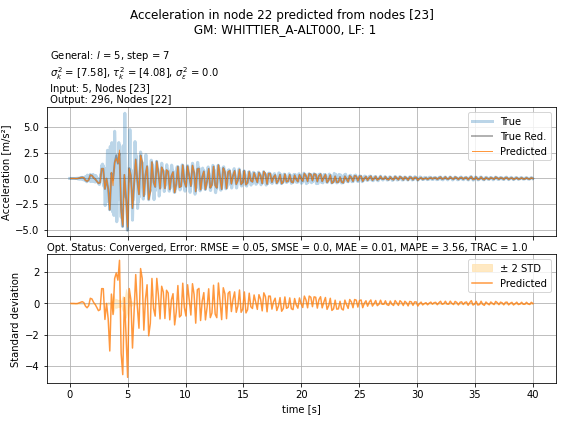 Acceleration in node 22 predicted from nodes [23]
GM: WHITTIER_A-ALT000, LF: 1
General: l = 5, step = 7
σ²ₖ = [7.58], τ²ₖ = [4.08], σ²ε = 0.0
Input: 5, Nodes [23]
Output: 296, Nodes [22]
Acceleration [m/s²]
5.0
2.5
0.0
−2.5
−5.0
True
True Red.
Predicted
Opt. Status: Converged, Error: RMSE = 0.05, SMSE = 0.0, MAE = 0.01, MAPE = 3.56, TRAC = 1.0
Standard deviation
2
0
−2
−4
± 2 STD
Predicted
0 5 10 15 20 25 30 35 40
time [s]